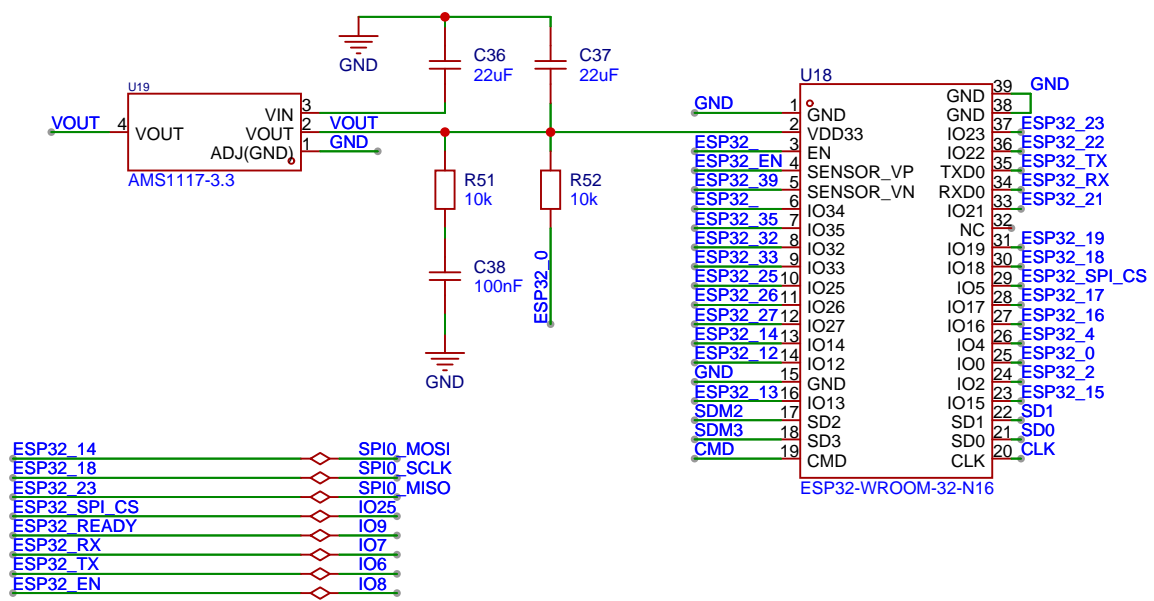 GND
C36
22uF
C37
22uF
U19
VOUT 4 VOUT
VIN 3
VOUT 2 VOUT
ADJ(GND) 1 GND
AMS1117-3.3
R51
10k
R52
10k
C38
100nF
ESP32_0
GND
U18
GND 1 GND
2 VDD33
ESP32_ 3 EN
ESP32_EN 4 SENSOR_VP
ESP32_39 5 SENSOR_VN
ESP32_ 6 IO34
ESP32_35 7 IO35
ESP32_32 8 IO32
ESP32_33 9 IO33
ESP32_25 10 IO25
ESP32_26 11 IO26
ESP32_27 12 IO27
ESP32_14 13 IO14
ESP32_12 14 IO12
GND 15 GND
ESP32_13 16 IO13
SDM2 17 SD2
SDM3 18 SD3
CMD 19 CMD
GND 39 GND
GND 38
IO23 37 ESP32_23
IO22 36 ESP32_22
TXD0 35 ESP32_TX
RXD0 34 ESP32_RX
IO21 33 ESP32_21
NC 32
IO19 31 ESP32_19
IO18 30 ESP32_18
IO5 29 ESP32_SPI_CS
IO17 28 ESP32_17
IO16 27 ESP32_16
IO4 26 ESP32_4
IO0 25 ESP32_0
IO2 24 ESP32_2
IO15 23 ESP32_15
SD1 22 SD1
SD0 21 SD0
CLK 20 CLK
ESP32-WROOM-32-N16
ESP32_14 SPI0_MOSI
ESP32_18 SPI0_SCLK
ESP32_23 SPI0_MISO
ESP32_SPI_CS IO25
ESP32_READY IO9
ESP32_RX IO7
ESP32_TX IO6
ESP32_EN IO8